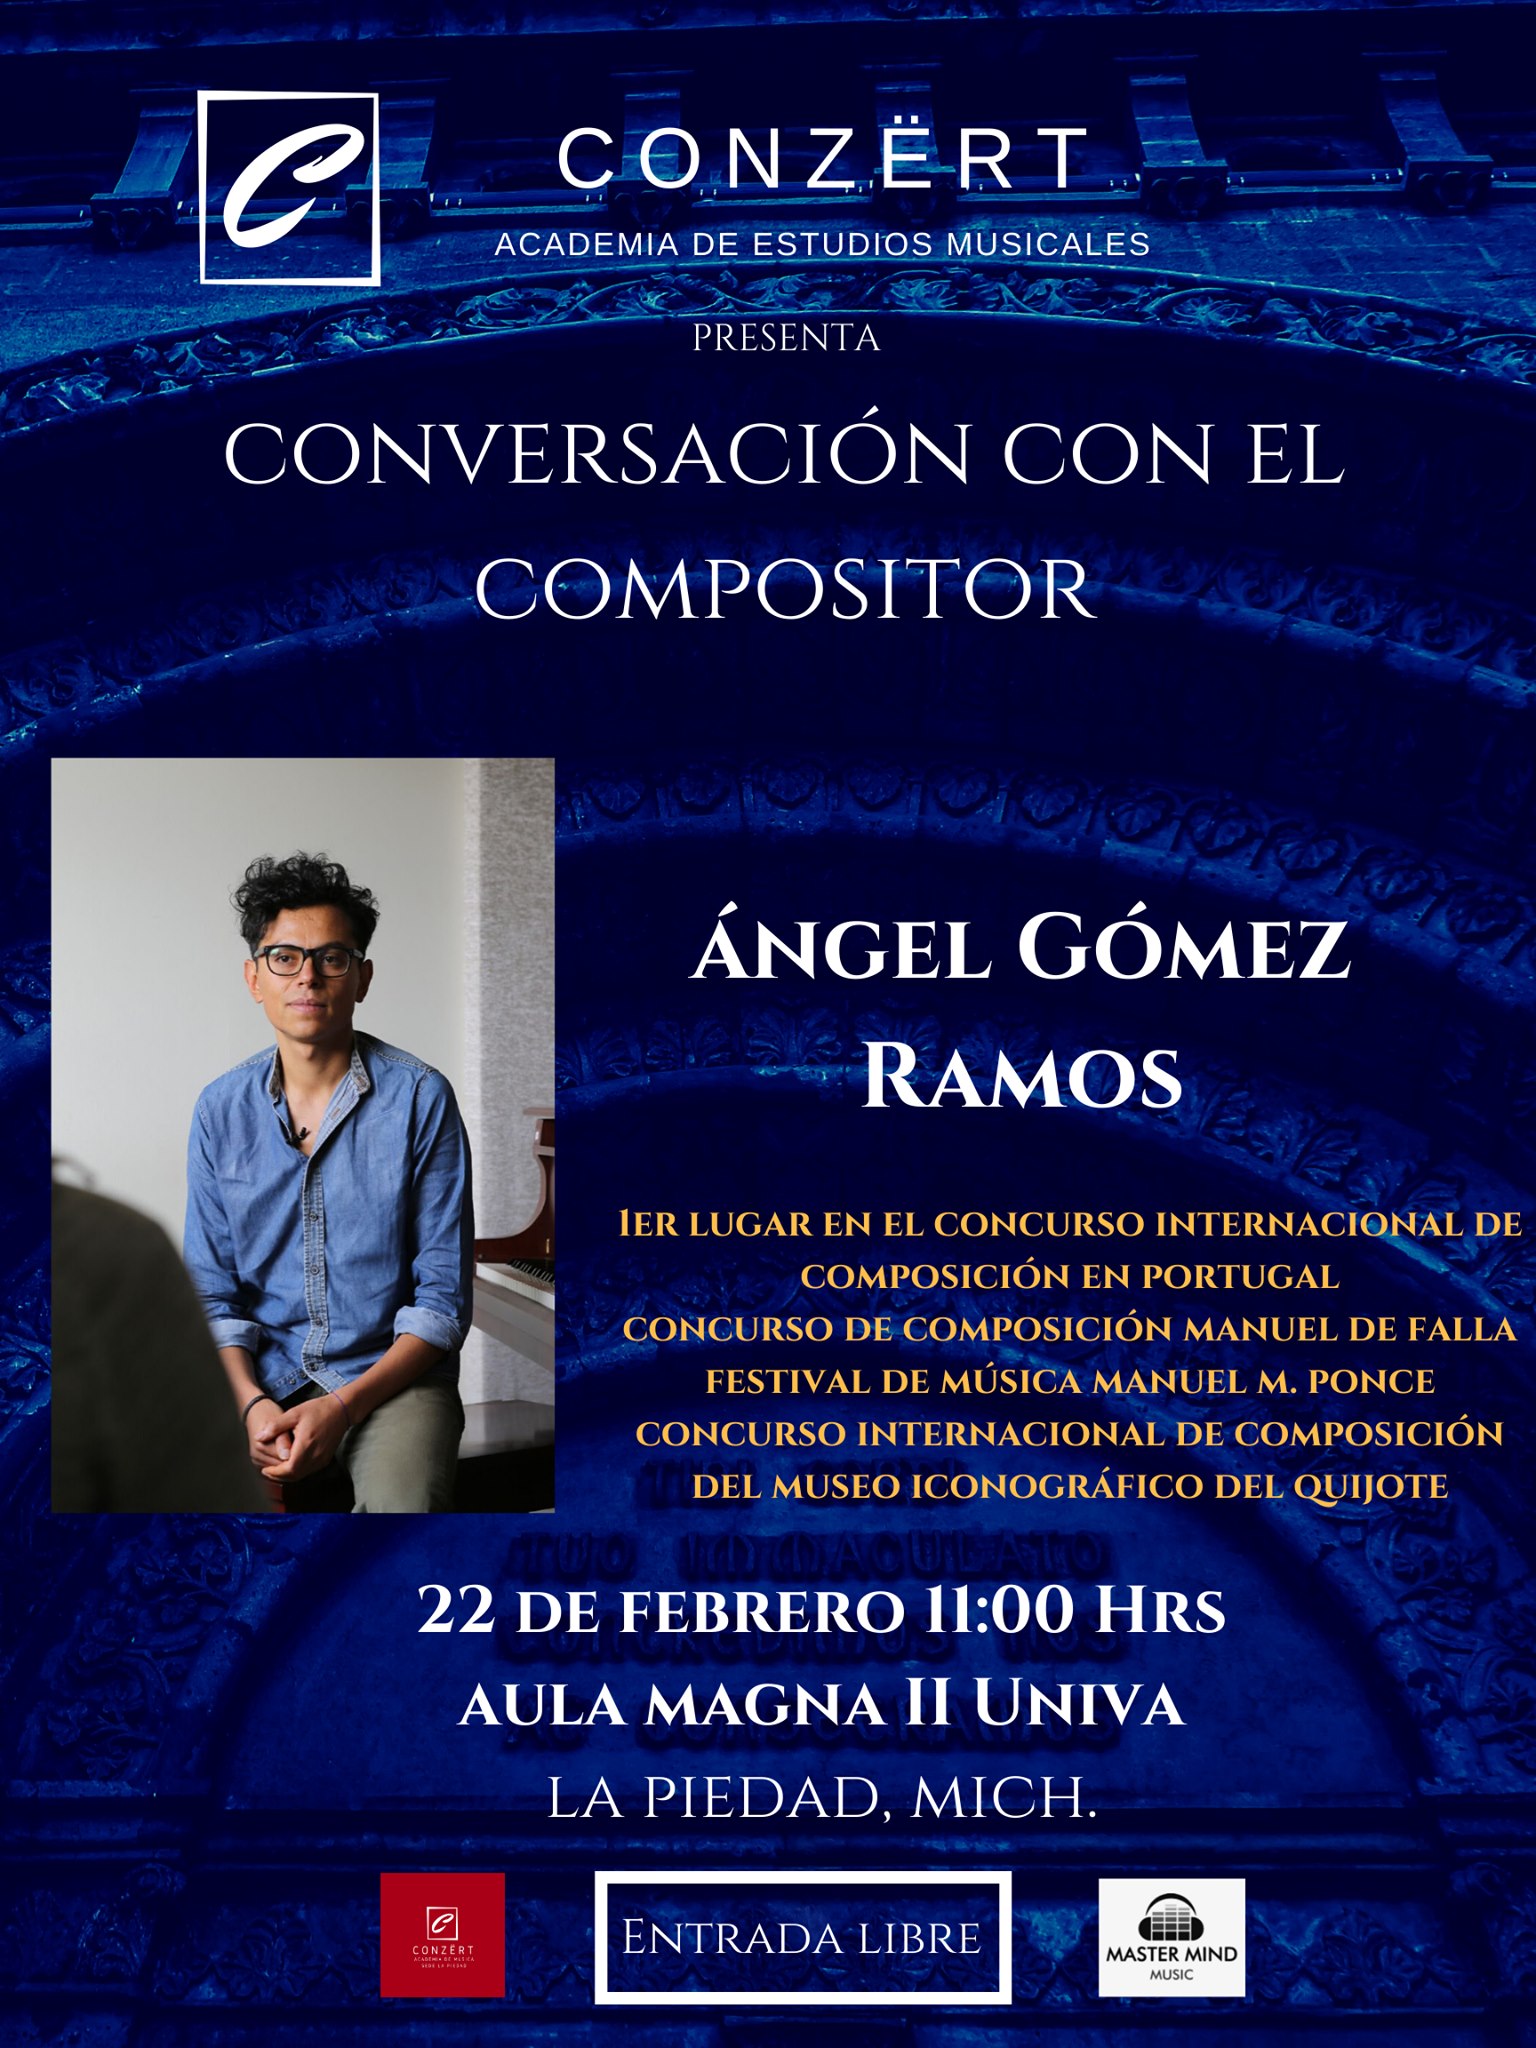 C
CONZËRT
ACADEMIA DE ESTUDIOS MUSICALES
PRESENTA
CONVERSACIÓN CON EL
COMPOSITOR
ÁNGEL GÓMEZ
RAMOS
1ER LUGAR EN EL CONCURSO INTERNACIONAL DE
COMPOSICIÓN EN PORTUGAL
CONCURSO DE COMPOSICIÓN MANUEL DE FALLA
FESTIVAL DE MÚSICA MANUEL M. PONCE
CONCURSO INTERNACIONAL DE COMPOSICIÓN
DEL MUSEO ICONOGRÁFICO DEL QUIJOTE
TUO IMMACULATO
22 DE FEBRERO 11:00 HRS
AULA MAGNA II UNIVA
LA PIEDAD, MICH.
C
CONZËRT
ACADEMIA DE MÚSICA
SEDE LA PIEDAD
ENTRADA LIBRE
MASTER MIND
MUSIC